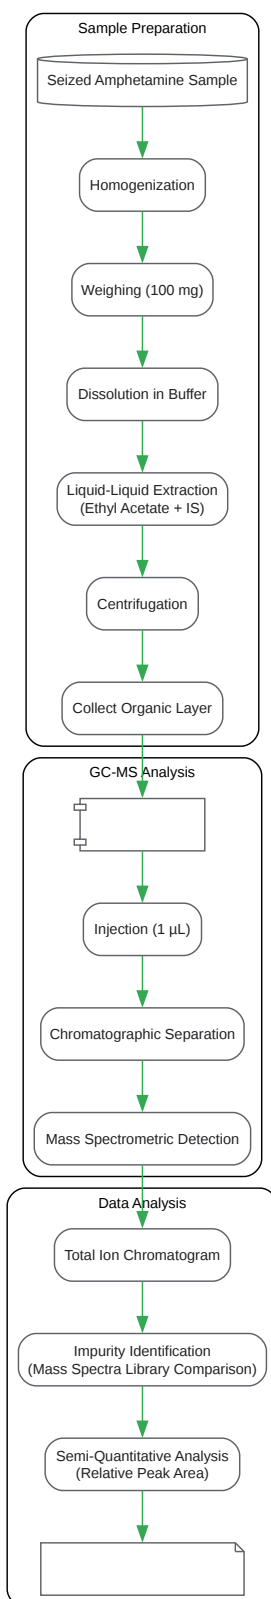 Sample Preparation
Seized Amphetamine Sample
Homogenization
Weighing (100 mg)
Dissolution in Buffer
Liquid-Liquid Extraction
(Ethyl Acetate + IS)
Centrifugation
Collect Organic Layer
GC-MS Analysis
Injection (1 µL)
Chromatographic Separation
Mass Spectrometric Detection
Data Analysis
Total Ion Chromatogram
Impurity Identification
(Mass Spectra Library Comparison)
Semi-Quantitative Analysis
(Relative Peak Area)